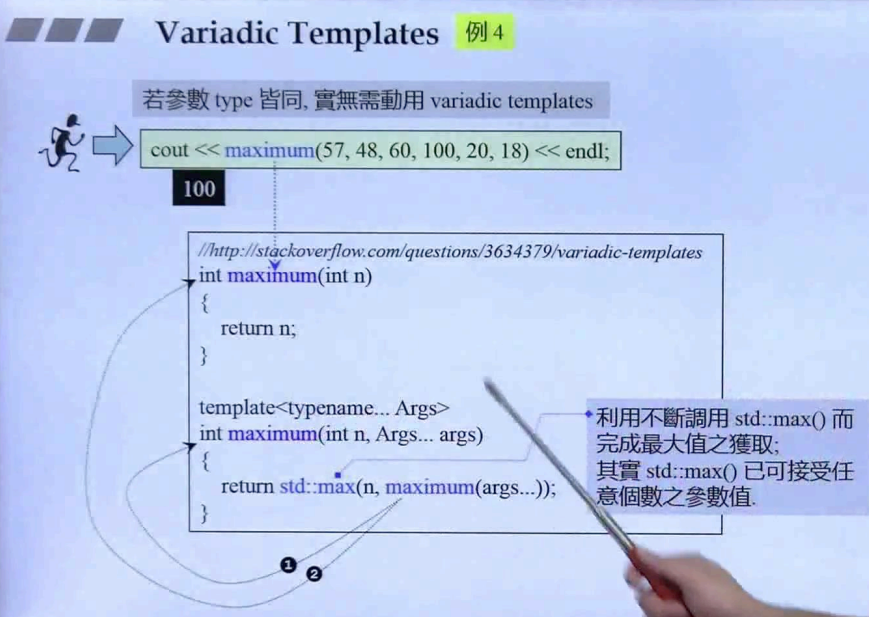 Variadic Templates 例 4
若參數 type 皆同, 實無需動用 variadic templates
cout << maximum(57, 48, 60, 100, 20, 18) << endl;
100
//http://stackoverflow.com/questions/3634379/variadic-templates
int maximum(int n)
{
return n;
}
template<typename... Args>
int maximum(int n, Args... args)
{
return std::max(n, maximum(args...));
}
利用不斷調用 std::max() 而
完成最大值之獲取;
其實 std::max() 已可接受任
意個數之參數值.
❶
❷